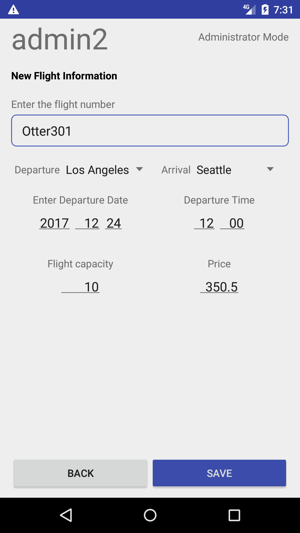 4G 7:31
admin2 Administrator Mode
New Flight Information
Enter the flight number
Otter301
Departure Los Angeles Arrival Seattle
Enter Departure Date Departure Time
2017 12 24 12 00
Flight capacity Price
10 350.5
BACK SAVE